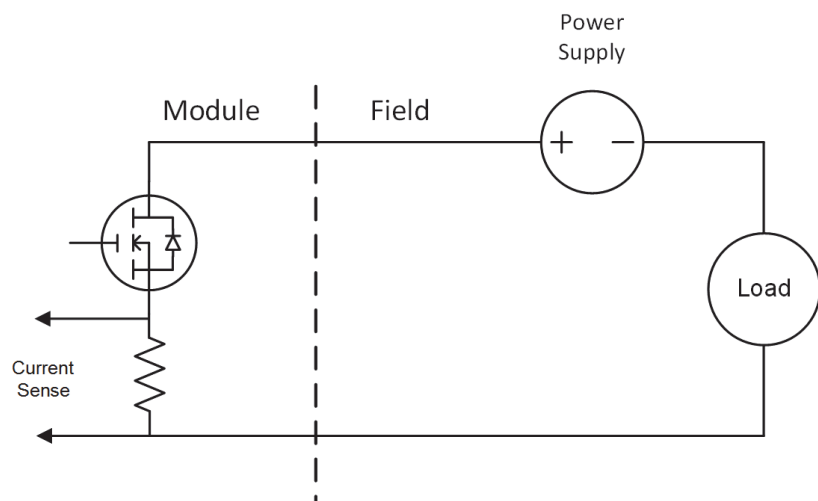 Power
Supply
Module
Field
+
−
Load
Current
Sense